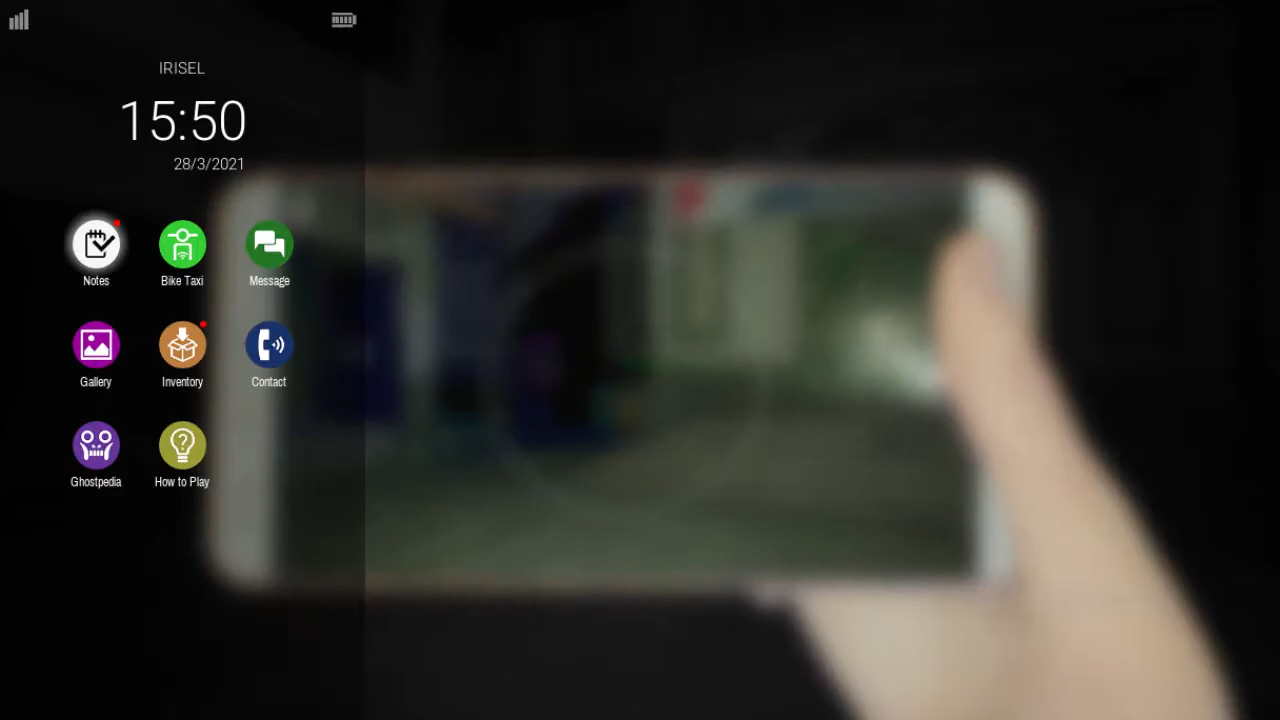 IRISEL
15:50
28/3/2021
Notes Bike Taxi Message
Gallery Inventory Contact
Ghostpedia How to Play